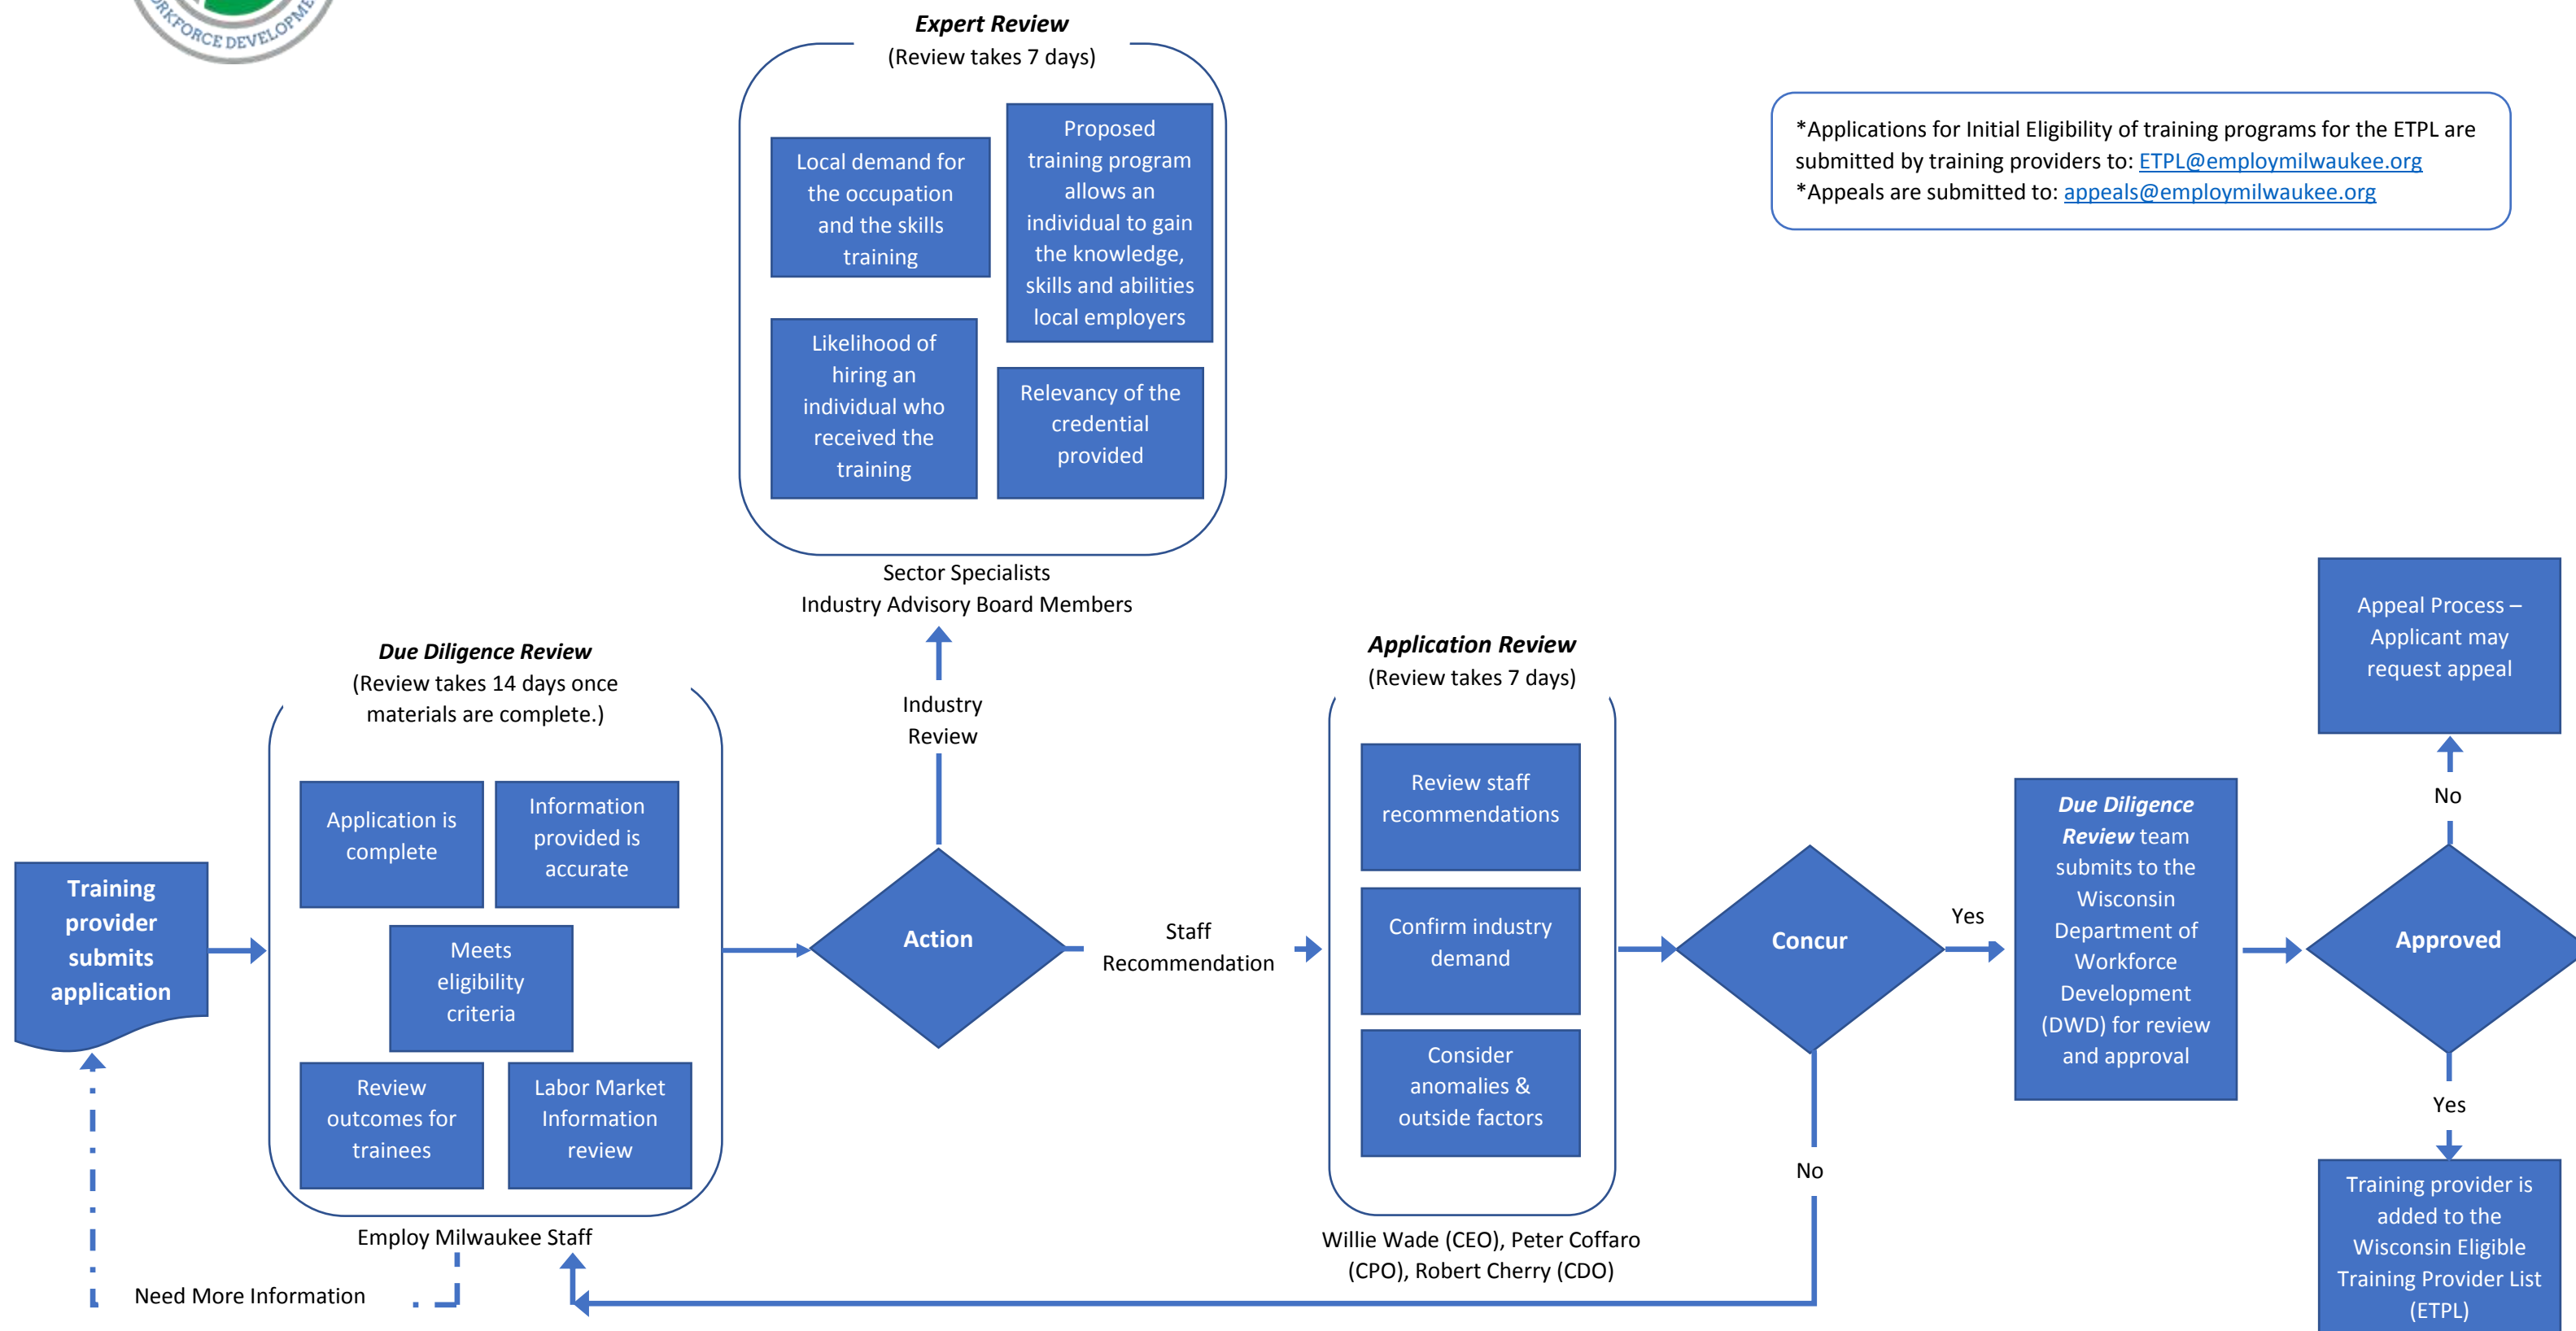 WORKFORCE DEVELOPMENT
Expert Review
(Review takes 7 days)
Local demand for
the occupation
and the skills
training
Proposed
training program
allows an
individual to gain
the knowledge,
skills and abilities
local employers
Likelihood of
hiring an
individual who
received the
training
Relevancy of the
credential
provided
Sector Specialists
Industry Advisory Board Members
*Applications for Initial Eligibility of training programs for the ETPL are
submitted by training providers to: ETPL@employmilwaukee.org
*Appeals are submitted to: appeals@employmilwaukee.org
Training
provider
submits
application
Due Diligence Review
(Review takes 14 days once
materials are complete.)
Application is
complete
Information
provided is
accurate
Meets
eligibility
criteria
Review
outcomes for
trainees
Labor Market
Information
review
Employ Milwaukee Staff
Need More Information
Industry
Review
Action
Staff
Recommendation
Application Review
(Review takes 7 days)
Review staff
recommendations
Confirm industry
demand
Consider
anomalies &
outside factors
Willie Wade (CEO), Peter Coffaro
(CPO), Robert Cherry (CDO)
Concur
Yes
No
Due Diligence
Review team
submits to the
Wisconsin
Department of
Workforce
Development
(DWD) for review
and approval
Approved
No
Appeal Process –
Applicant may
request appeal
Yes
Training provider is
added to the
Wisconsin Eligible
Training Provider List
(ETPL)